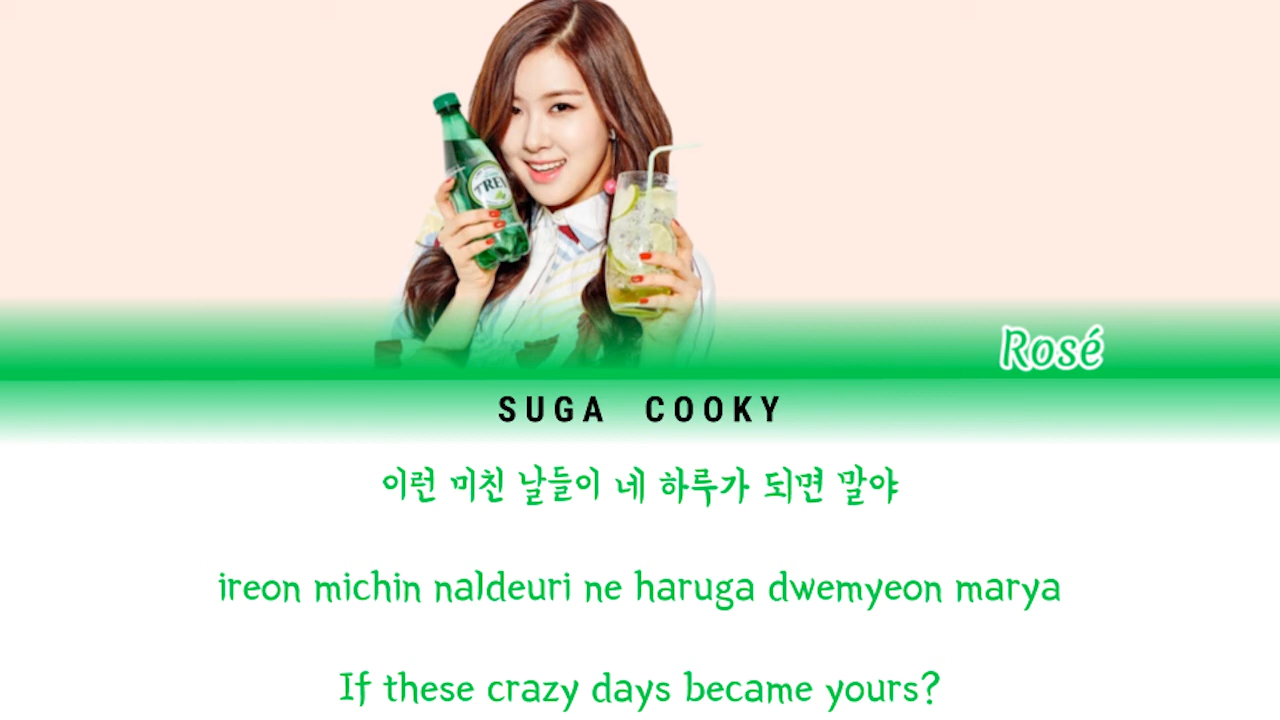 TREVI
Rosé
SUGA COOKY
이런 미친 날들이 네 하루가 되면 말야
ireon michin naldeuri ne haruga dwemyeon marya
If these crazy days became yours?